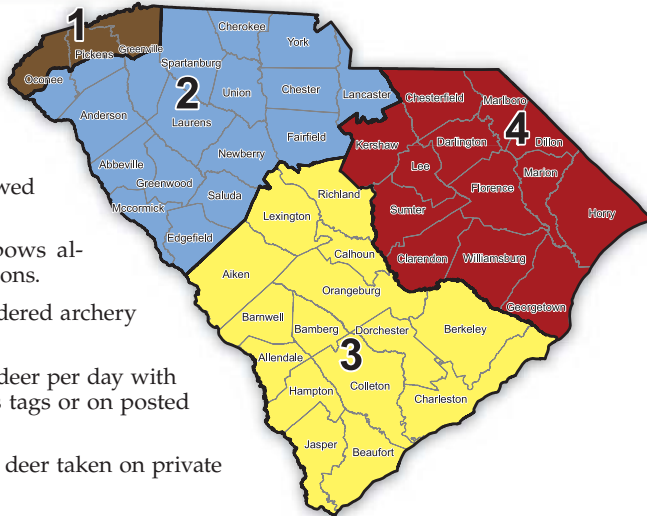 1
Pickens
Greenville
Oconee
Cherokee
York
Spartanburg
2
Union
Chester
Lancaster
Anderson
Laurens
Fairfield
Newberry
Abbeville
Greenwood
Saluda
Mccormick
Edgefield
Chesterfield
Marlboro
4
Dillon
Kershaw
Darlington
Lee
Marion
Florence
Sumter
Horry
Clarendon
Williamsburg
Georgetown
Richland
Lexington
Calhoun
Aiken
Orangeburg
Barnwell
Bamberg
Dorchester
Berkeley
3
Allendale
Colleton
Hampton
Charleston
Jasper
Beaufort
wed
bows al-
ons.
dered archery
deer per day with
s tags or on posted
deer taken on private